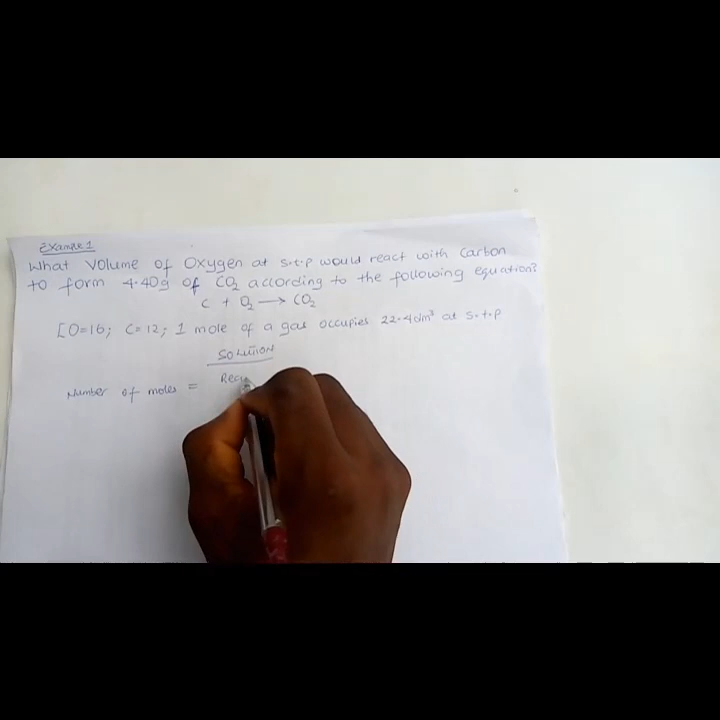 Example 1
What Volume of Oxygen at s.t.p would react with Carbon
to form 4.40g of CO₂ according to the following equation?
C + O₂ → CO₂
[O=16; C=12; 1 mole of a gas occupies 22.4dm³ at s.t.p
Solution
Number of moles =